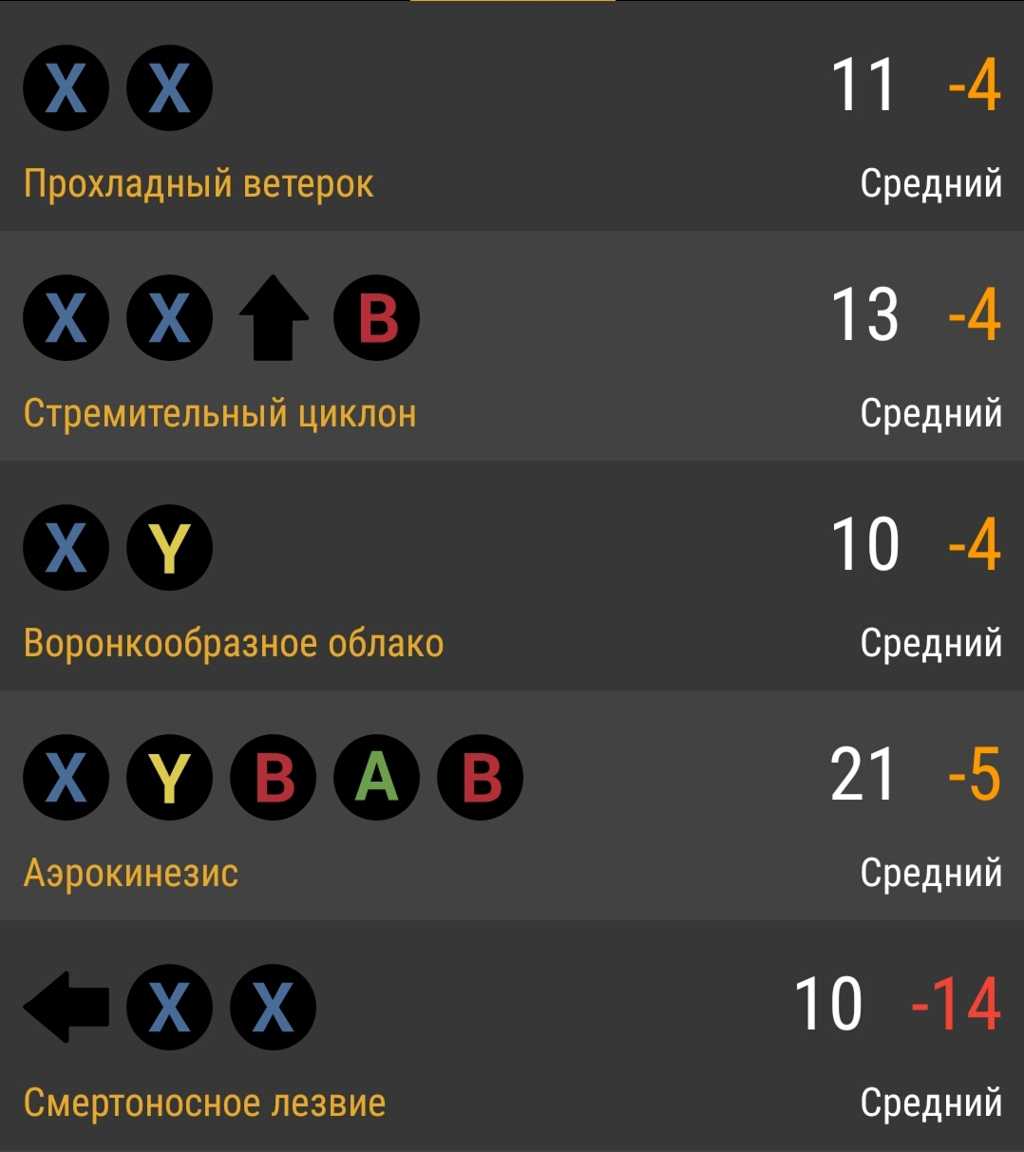 X X 11 -4
Прохладный ветерок Средний
X X B 13 -4
Стремительный циклон Средний
X Y 10 -4
Воронкообразное облако Средний
X Y B A B 21 -5
Аэрокинезис Средний
X X 10 -14
Смертоносное лезвие Средний